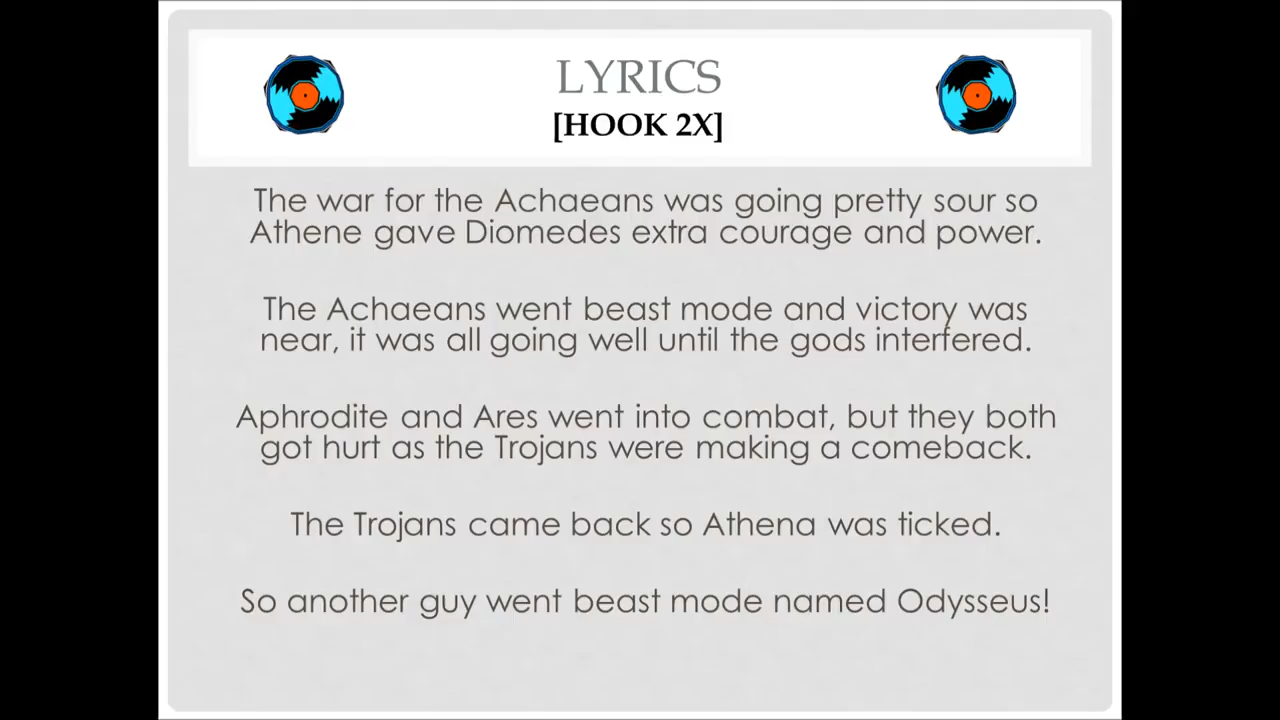 LYRICS
[HOOK 2X]
The war for the Achaeans was going pretty sour so
Athene gave Diomedes extra courage and power.
The Achaeans went beast mode and victory was
near, it was all going well until the gods interfered.
Aphrodite and Ares went into combat, but they both
got hurt as the Trojans were making a comeback.
The Trojans came back so Athena was ticked.
So another guy went beast mode named Odysseus!